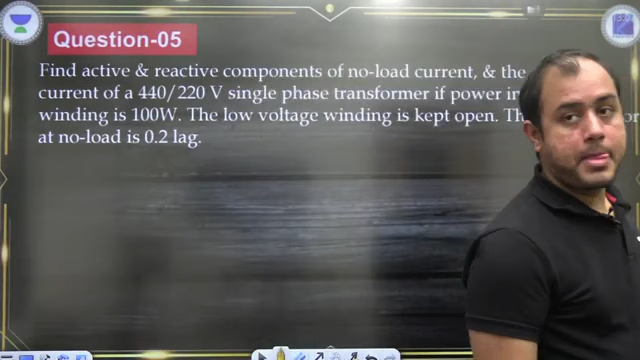 Question-05
Find active & reactive components of no-load current, & the
current of a 440/220 V single phase transformer if power in
winding is 100W. The low voltage winding is kept open. Th or
at no-load is 0.2 lag.